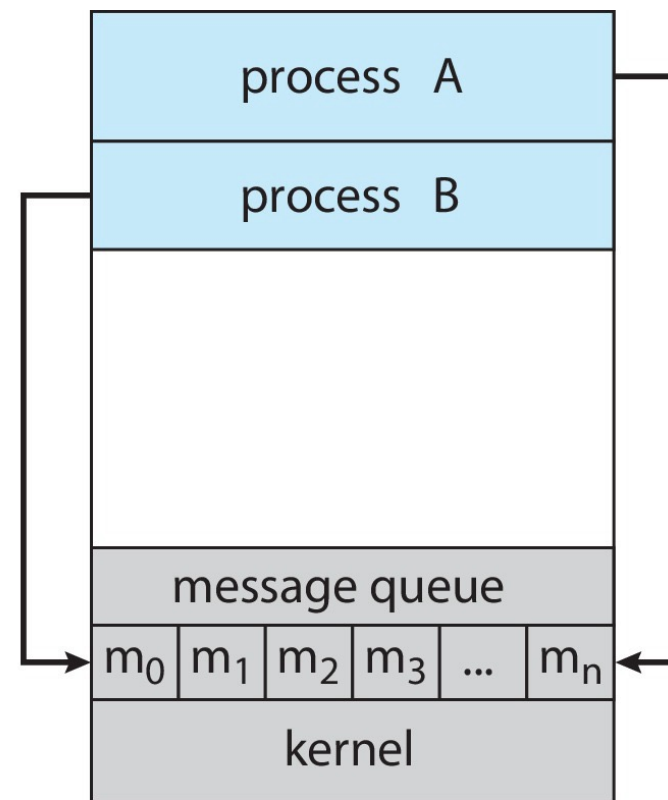 process A
process B
message queue
m₀ m₁ m₂ m₃ ... mₙ
kernel